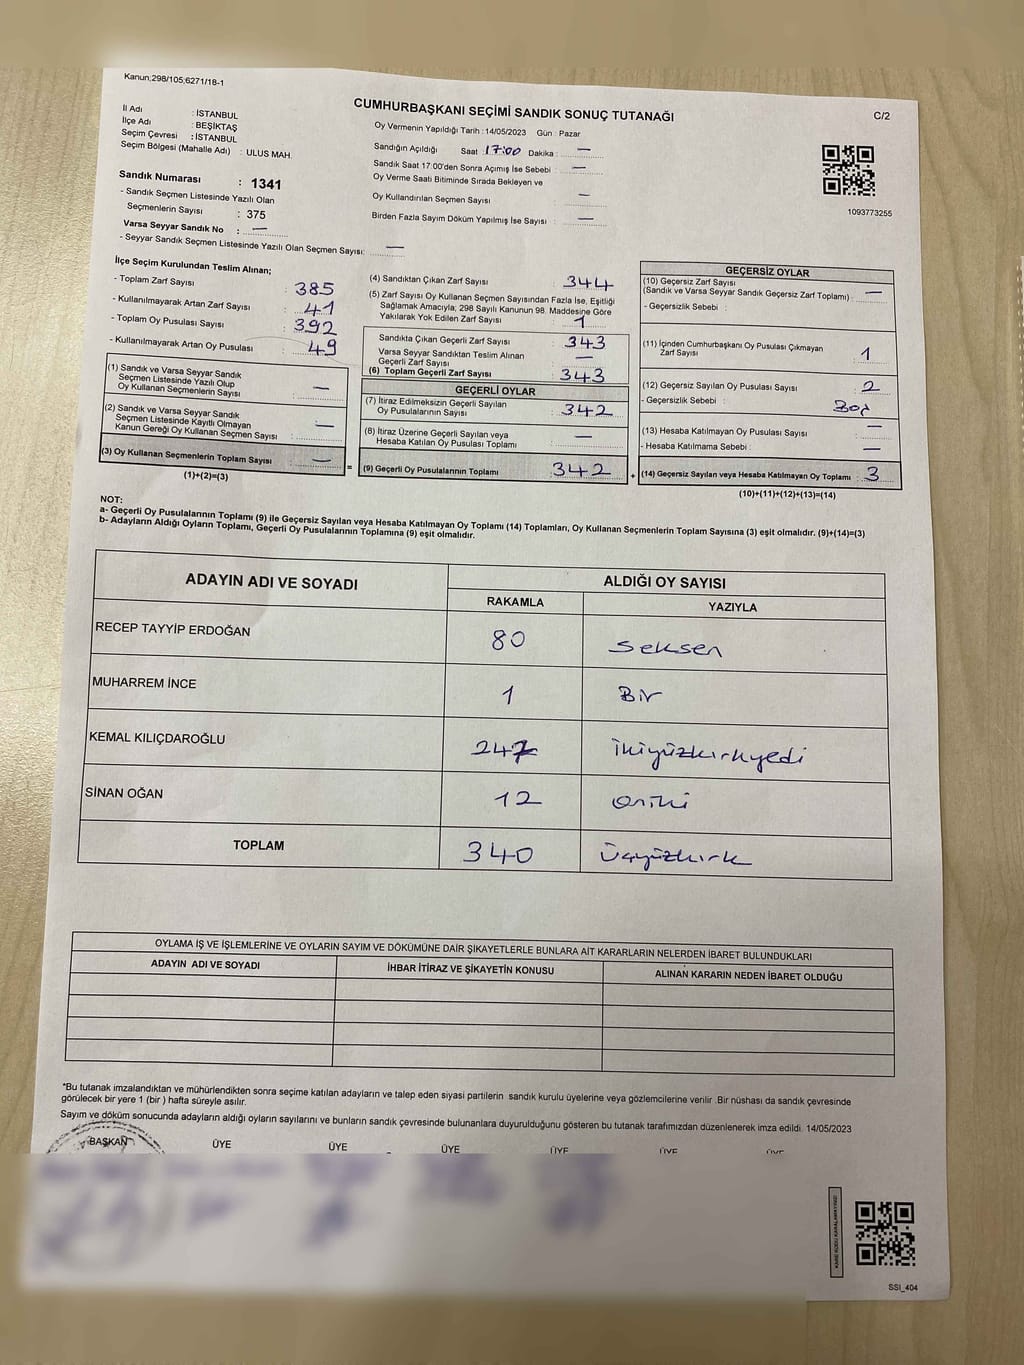 Kanun;298/105;6271/18-1
CUMHURBAŞKANI SEÇİMİ SANDIK SONUÇ TUTANAĞI
C/2
İl Adı : İSTANBUL
İlçe Adı : BEŞİKTAŞ
Seçim Çevresi : İSTANBUL
Seçim Bölgesi (Mahalle Adı) : ULUS MAH.
Oy Vermenin Yapıldığı Tarih : 14/05/2023 Gün : Pazar
Sandığın Açıldığı Saat 17:00 Dakika : —
Sandık Saat 17:00'den Sonra Açımış İse Sebebi : —
Oy Verme Saati Bitiminde Sırada Bekleyen ve
Oy Kullandırılan Seçmen Sayısı : —
Birden Fazla Sayım Döküm Yapılmış İse Sayısı : —
1093773255
Sandık Numarası : 1341
- Sandık Seçmen Listesinde Yazılı Olan
Seçmenlerin Sayısı : 375
Varsa Seyyar Sandık No : —
- Seyyar Sandık Seçmen Listesinde Yazılı Olan Seçmen Sayısı: —
İlçe Seçim Kurulundan Teslim Alınan;
- Toplam Zarf Sayısı : 385
- Kullanılmayarak Artan Zarf Sayısı : 41
- Toplam Oy Pusulası Sayısı : 392
- Kullanılmayarak Artan Oy Pusulası : 49
(1) Sandık ve Varsa Seyyar Sandık
Seçmen Listesinde Yazılı Olup
Oy Kullanan Seçmenlerin Sayısı : —
(2) Sandık ve Varsa Seyyar Sandık
Seçmen Listesinde Kayıtlı Olmayan
Kanun Gereği Oy Kullanan Seçmen Sayısı : —
(3) Oy Kullanan Seçmenlerin Toplam Sayısı : —
(1)+(2)=(3)
(4) Sandıktan Çıkan Zarf Sayısı : 344
(5) Zarf Sayısı Oy Kullanan Seçmen Sayısından Fazla İse, Eşitliği
Sağlamak Amacıyla; 298 Sayılı Kanunun 98. Maddesine Göre
Yakılarak Yok Edilen Zarf Sayısı : 1
Sandıkta Çıkan Geçerli Zarf Sayısı : 343
Varsa Seyyar Sandıktan Teslim Alınan
Geçerli Zarf Sayısı : —
(6) Toplam Geçerli Zarf Sayısı : 343
GEÇERLİ OYLAR
(7) İtiraz Edilmeksizin Geçerli Sayılan
Oy Pusulalarının Sayısı : 342
(8) İtiraz Üzerine Geçerli Sayılan veya
Hesaba Katılan Oy Pusulası Toplamı : —
= (9) Geçerli Oy Pusulalarının Toplamı : 342 +
GEÇERSİZ OYLAR
(10) Geçersiz Zarf Sayısı
(Sandık ve Varsa Seyyar Sandık Geçersiz Zarf Toplamı) : —
- Geçersizlik Sebebi :
(11) İçinden Cumhurbaşkanı Oy Pusulası Çıkmayan
Zarf Sayısı : 1
(12) Geçersiz Sayılan Oy Pusulası Sayısı : 2
- Geçersizlik Sebebi : Boş
(13) Hesaba Katılmayan Oy Pusulası Sayısı : —
- Hesaba Katılmama Sebebi : —
(14) Geçersiz Sayılan veya Hesaba Katılmayan Oy Toplamı : 3
(10)+(11)+(12)+(13)=(14)
NOT:
a- Geçerli Oy Pusulalarının Toplamı (9) ile Geçersiz Sayılan veya Hesaba Katılmayan Oy Toplamı (14) Toplamları, Oy Kullanan Seçmenlerin Toplam Sayısına (3) eşit olmalıdır. (9)+(14)=(3)
b- Adayların Aldığı Oyların Toplamı, Geçerli Oy Pusulalarının Toplamına (9) eşit olmalıdır.
ADAYIN ADI VE SOYADI ALDIĞI OY SAYISI
RAKAMLA YAZIYLA
RECEP TAYYİP ERDOĞAN 80 seksen
MUHARREM İNCE 1 Bir
KEMAL KILIÇDAROĞLU 247 ikiyüzkırkyedi
SİNAN OĞAN 12 oniki
TOPLAM 340 üçyüzkırk
OYLAMA İŞ VE İŞLEMLERİNE VE OYLARIN SAYIM VE DÖKÜMÜNE DAİR ŞİKAYETLERLE BUNLARA AİT KARARLARIN NELERDEN İBARET BULUNDUKLARI
ADAYIN ADI VE SOYADI İHBAR İTİRAZ VE ŞİKAYETİN KONUSU ALINAN KARARIN NEDEN İBARET OLDUĞU
*Bu tutanak imzalandıktan ve mühürlendikten sonra seçime katılan adayların ve talep eden siyasi partilerin sandık kurulu üyelerine veya gözlemcilerine verilir .Bir nüshası da sandık çevresinde
görülecek bir yere 1 (bir ) hafta süreyle asılır.
Sayım ve döküm sonucunda adayların aldığı oyların sayılarını ve bunların sandık çevresinde bulunanlara duyurulduğunu gösteren bu tutanak tarafımızdan düzenlenerek imza edildi. 14/05/2023
BAŞKAN ÜYE ÜYE ÜYE ÜYE ÜYE ÜYE
SSI_404